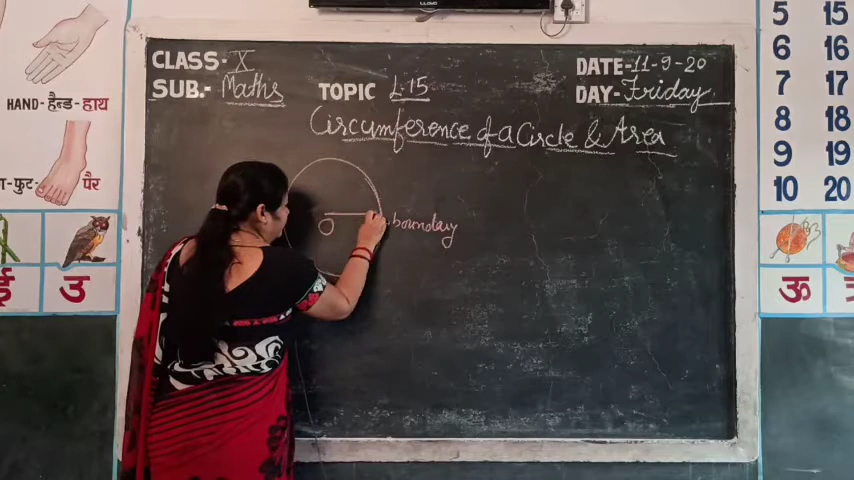 LLOYD
CLASS- X
SUB.- Maths
TOPIC L-15
DATE-11-9-20
DAY-Friday
Circumference of a Circle & Area
O
boundary
HAND-हैन्ड-हाथ
-फुट- पैर
ई
उ
5 15
6 16
7 17
8 18
9 19
10 20
ऊ